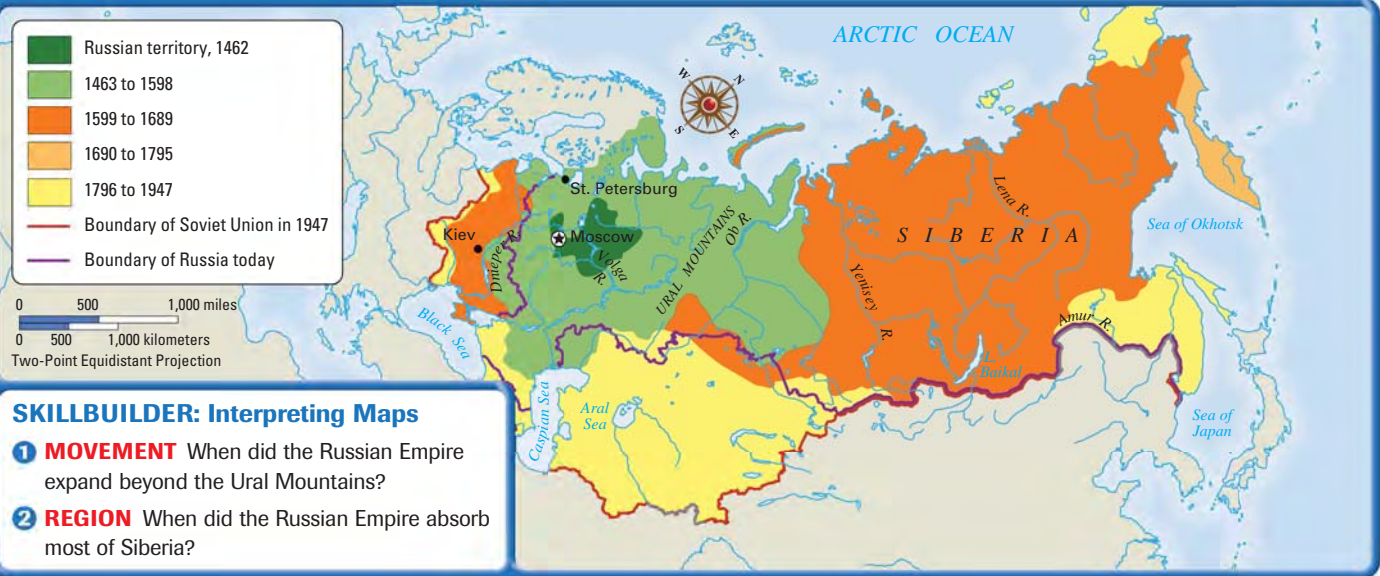 Russian territory, 1462
1463 to 1598
1599 to 1689
1690 to 1795
1796 to 1947
Boundary of Soviet Union in 1947
Boundary of Russia today
0 500 1,000 miles
0 500 1,000 kilometers
Two-Point Equidistant Projection
ARCTIC OCEAN
N
W
S
E
St. Petersburg
Moscow
Kiev
Dnieper R.
Volga
R.
URAL MOUNTAINS
Ob R.
Yenisey
R.
Lena R.
SIBERIA
Sea of Okhotsk
Amur R.
L.
Baikal
Black Sea
Caspian Sea
Aral
Sea
Sea of
Japan
SKILLBUILDER: Interpreting Maps
1 MOVEMENT When did the Russian Empire
expand beyond the Ural Mountains?
2 REGION When did the Russian Empire absorb
most of Siberia?